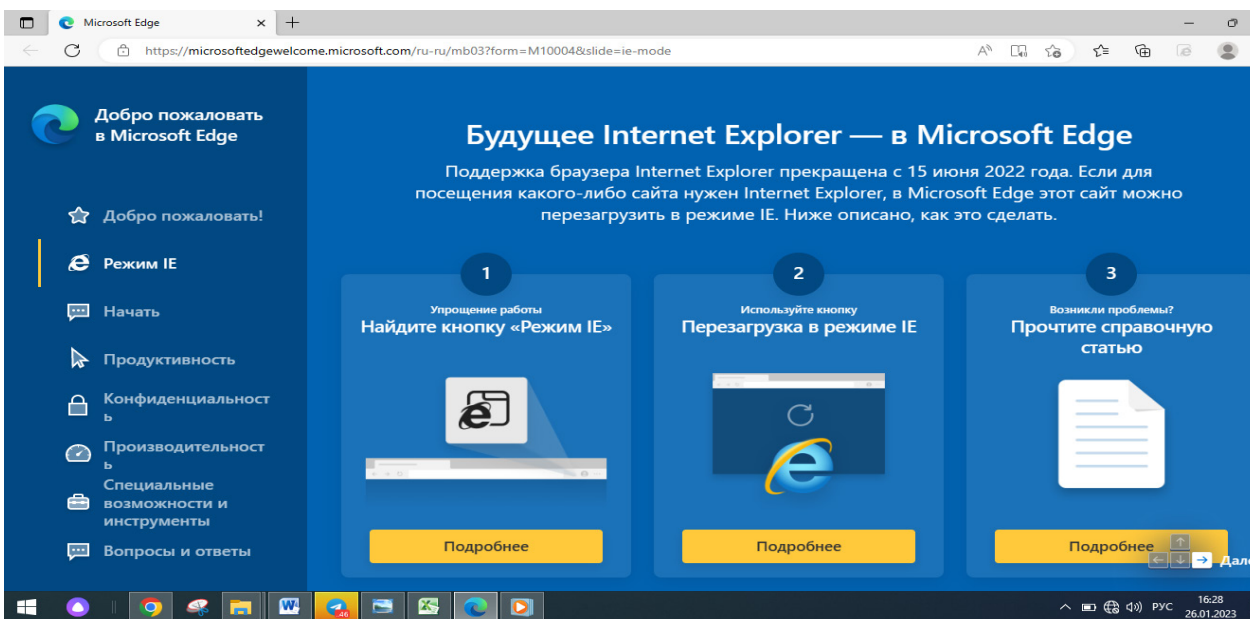 Microsoft Edge
https://microsoftedgewelcome.microsoft.com/ru-ru/mb03?form=M10004&slide=ie-mode
Добро пожаловать
в Microsoft Edge
Добро пожаловать!
Режим IE
Начать
Продуктивность
Конфиденциальност
ь
Производительност
ь
Специальные
возможности и
инструменты
Вопросы и ответы
Будущее Internet Explorer — в Microsoft Edge
Поддержка браузера Internet Explorer прекращена с 15 июня 2022 года. Если для
посещения какого-либо сайта нужен Internet Explorer, в Microsoft Edge этот сайт можно
перезагрузить в режиме IE. Ниже описано, как это сделать.
1
Упрощение работы
Найдите кнопку «Режим IE»
Подробнее
2
Используйте кнопку
Перезагрузка в режиме IE
Подробнее
3
Возникли проблемы?
Прочтите справочную
статью
Подробнее
Дале
46
РУС
16:28
26.01.2023